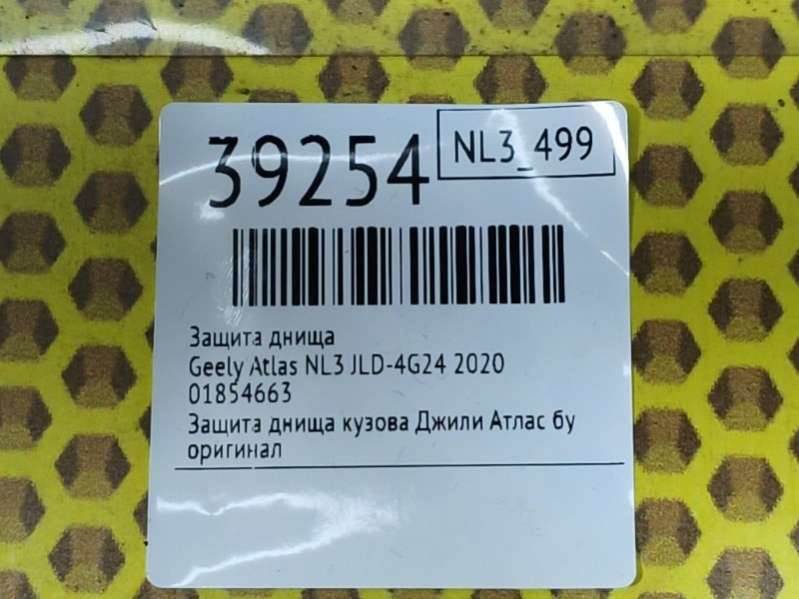 39254
NL3_499
Защита днища
Geely Atlas NL3 JLD-4G24 2020
01854663
Защита днища кузова Джили Атлас бу
оригинал